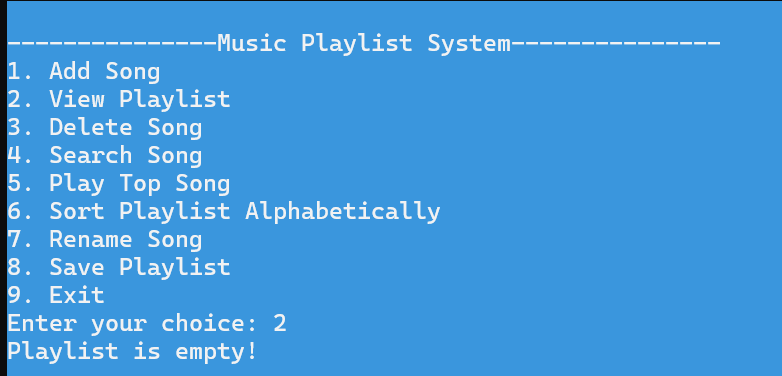 ---------------Music Playlist System---------------
1. Add Song
2. View Playlist
3. Delete Song
4. Search Song
5. Play Top Song
6. Sort Playlist Alphabetically
7. Rename Song
8. Save Playlist
9. Exit
Enter your choice: 2
Playlist is empty!